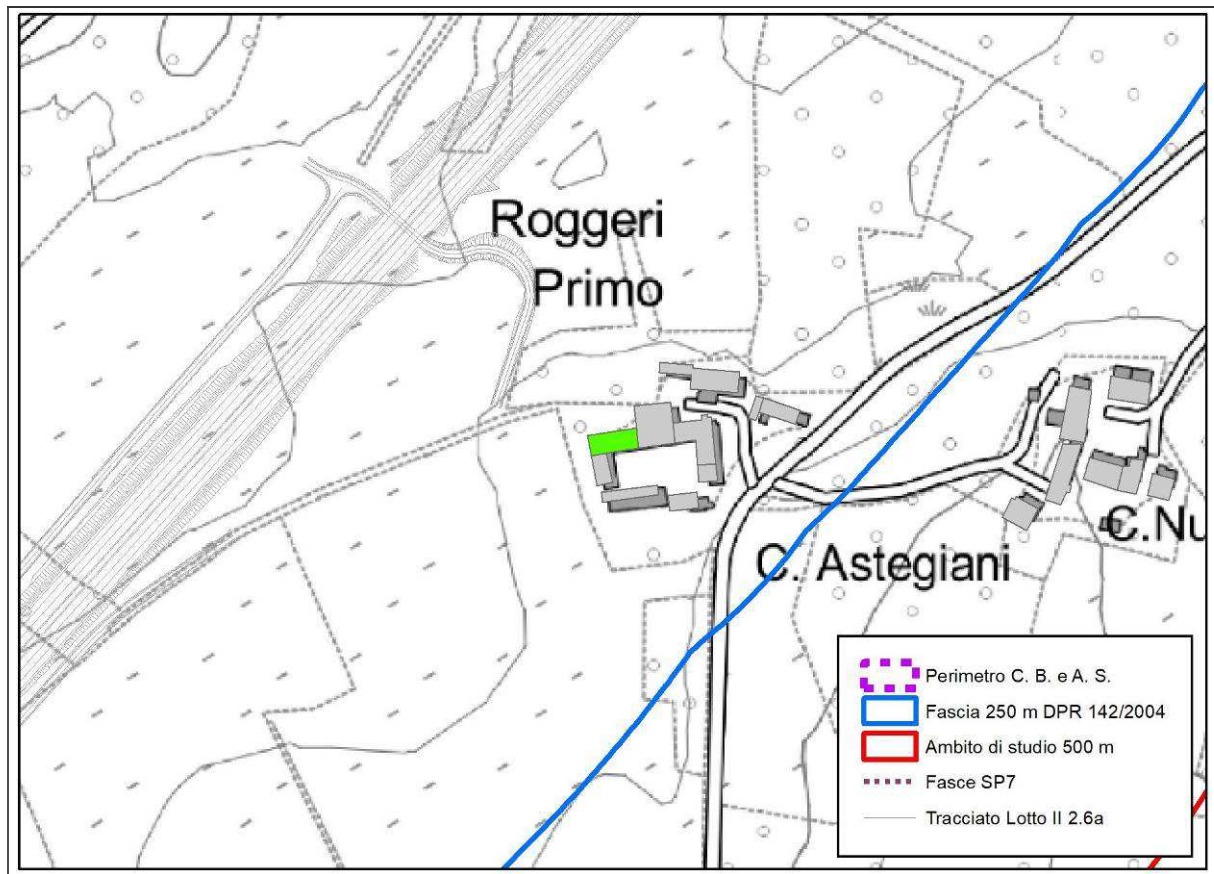 Roggeri
Primo
C. Astegiani
C.Nu
Perimetro C. B. e A. S.
Fascia 250 m DPR 142/2004
Ambito di studio 500 m
Fasce SP7
Tracciato Lotto II 2.6a